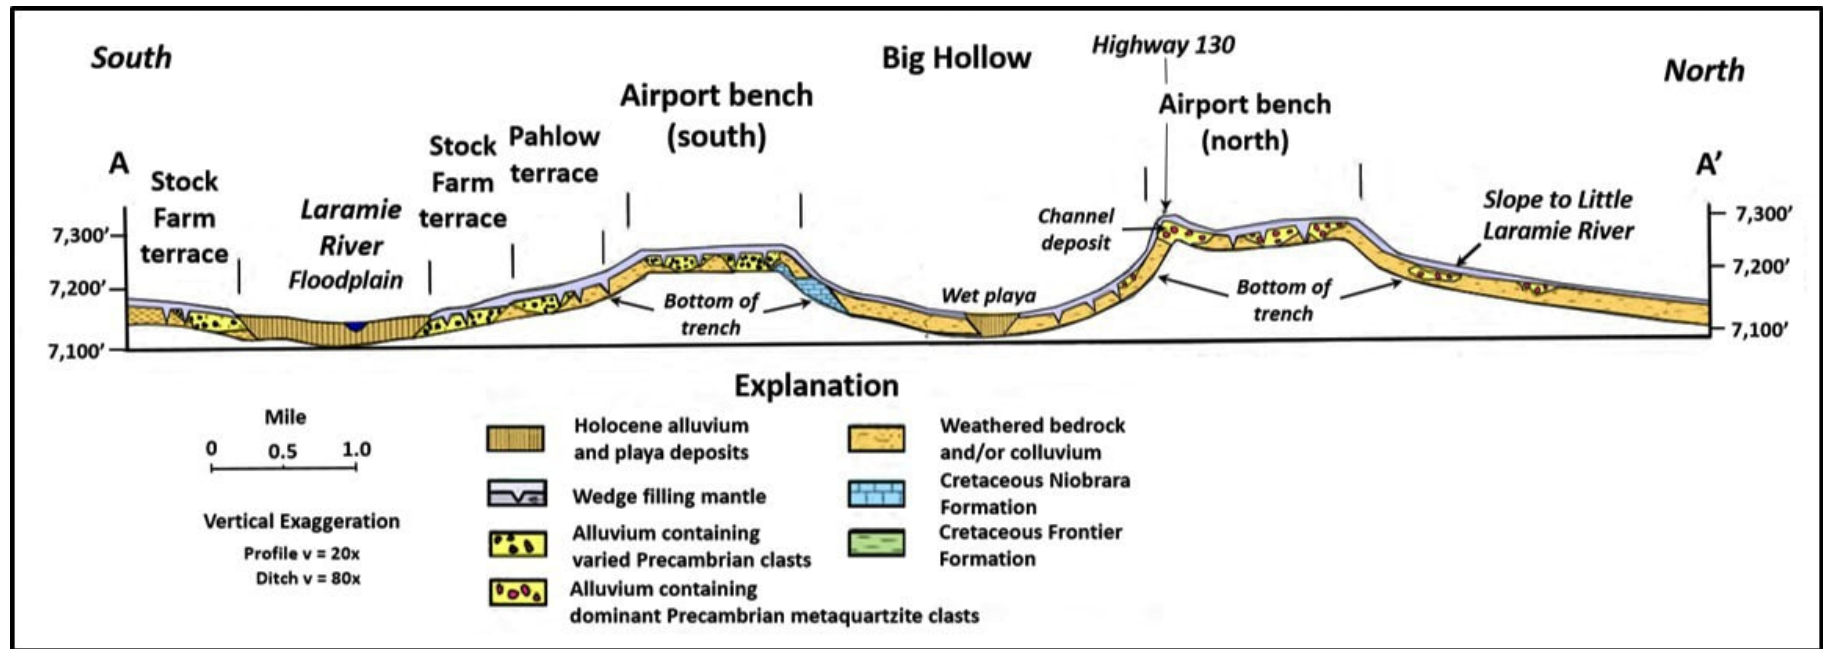 South
Big Hollow
Highway 130
North
Airport bench
(south)
Airport bench
(north)
Stock
Farm
terrace
Pahlow
terrace
A
A’
Stock
Farm
terrace
Laramie
River
Floodplain
Channel
deposit
Slope to Little
Laramie River
7,300’
7,200’
7,100’
7,300’
7,200’
7,100’
Bottom of
trench
Wet playa
Bottom of
trench
Explanation
Mile
0 0.5 1.0
Vertical Exaggeration
Profile v = 20x
Ditch v = 80x
Holocene alluvium
and playa deposits
Wedge filling mantle
Alluvium containing
varied Precambrian clasts
Alluvium containing
dominant Precambrian metaquartzite clasts
Weathered bedrock
and/or colluvium
Cretaceous Niobrara
Formation
Cretaceous Frontier
Formation